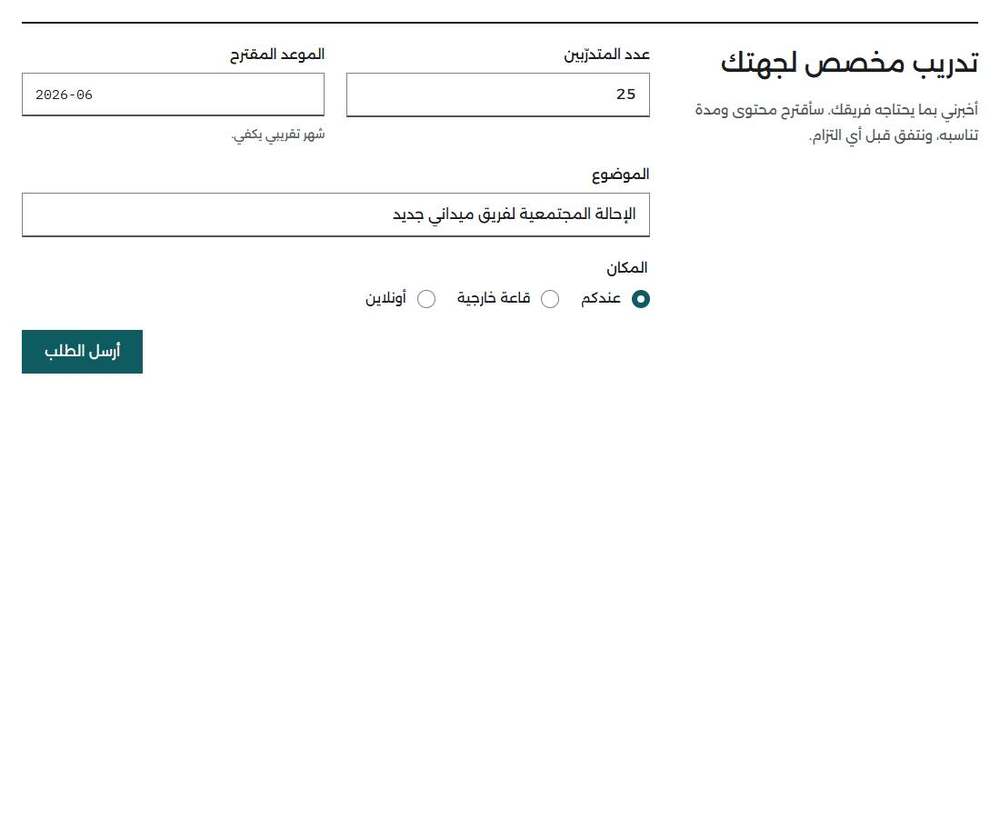 تدريب مخصص لجهتك
أخبرني بما يحتاجه فريقك. سأقترح محتوى ومدة
تناسبه، ونتفق قبل أي التزام.
عدد المتدرّبين
25
الموعد المقترح
2026-06
شهر تقريبي يكفي.
الموضوع
الإحالة المجتمعية لفريق ميداني جديد
المكان
عندكم
قاعة خارجية
أونلاين
أرسل الطلب